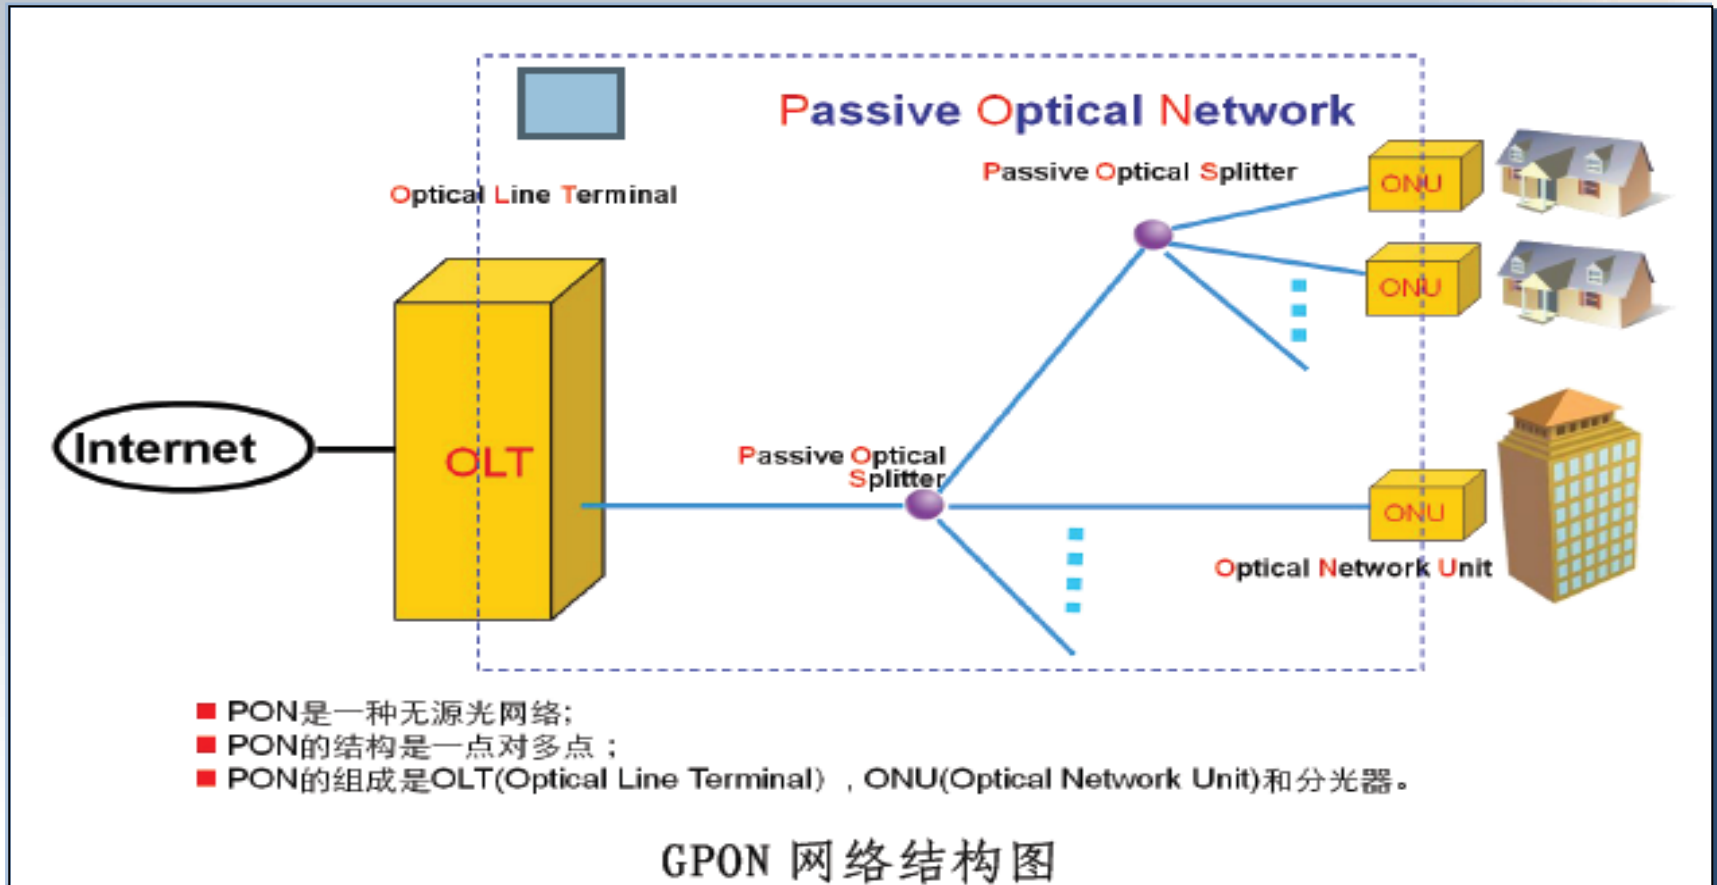 Passive Optical Network
Passive Optical Splitter
ONU
Optical Line Terminal
ONU
Internet
OLT
Passive Optical
Splitter
ONU
Optical Network Unit
PON是一种无源光网络;
PON的结构是一点对多点；
PON的组成是OLT(Optical Line Terminal）, ONU(Optical Network Unit)和分光器。
GPON 网络结构图